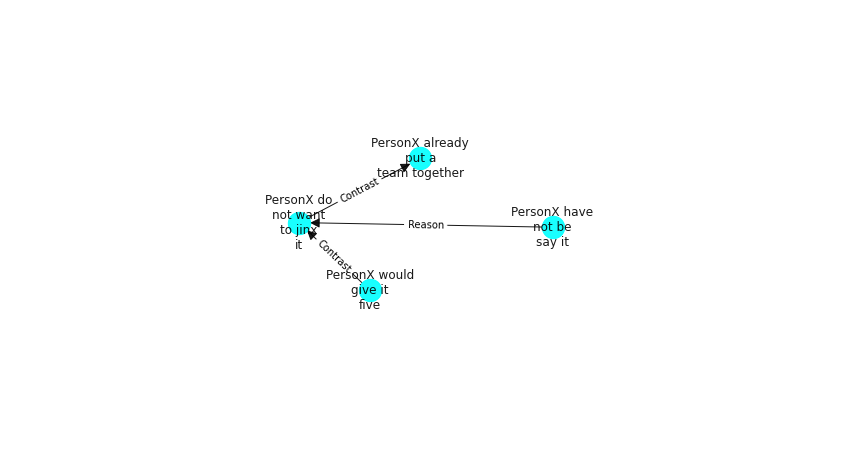 PersonX already
put a
team together
Contrast
PersonX do
not want
to jinx
it
Reason
PersonX have
not be
say it
Contrast
PersonX would
give it
five